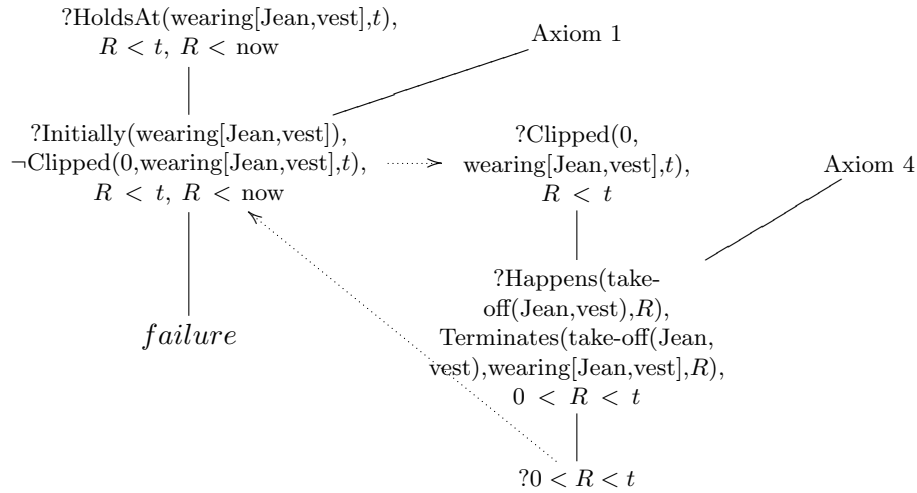 ?HoldsAt(wearing[Jean,vest],t),
R < t, R < now
Axiom 1
?Initially(wearing[Jean,vest]),
¬Clipped(0,wearing[Jean,vest],t),
R < t, R < now
?Clipped(0,
wearing[Jean,vest],t),
R < t
Axiom 4
?Happens(take-
off(Jean,vest),R),
Terminates(take-off(Jean,
vest),wearing[Jean,vest],R),
0 < R < t
failure
?0 < R < t